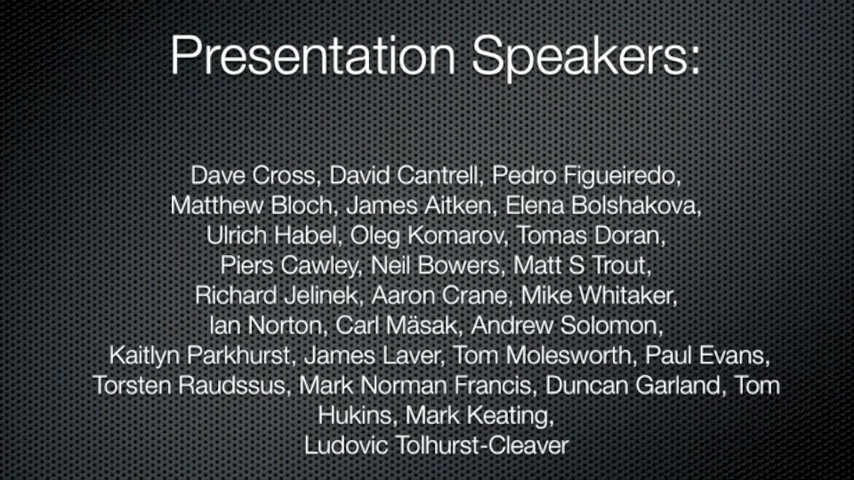 Presentation Speakers:
Dave Cross, David Cantrell, Pedro Figueiredo,
Matthew Bloch, James Aitken, Elena Bolshakova,
Ulrich Habel, Oleg Komarov, Tomas Doran,
Piers Cawley, Neil Bowers, Matt S Trout,
Richard Jelinek, Aaron Crane, Mike Whitaker,
Ian Norton, Carl Mäsak, Andrew Solomon,
Kaitlyn Parkhurst, James Laver, Tom Molesworth, Paul Evans,
Torsten Raudssus, Mark Norman Francis, Duncan Garland, Tom
Hukins, Mark Keating,
Ludovic Tolhurst-Cleaver